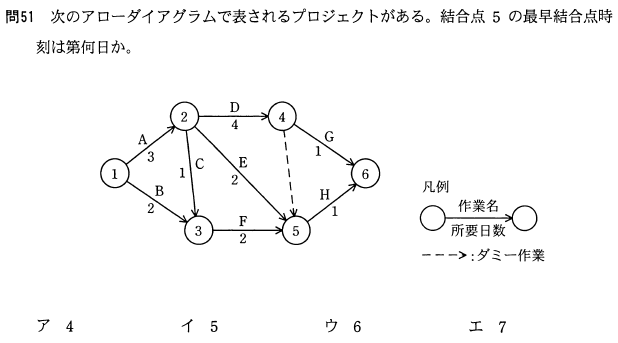 問51 次のアローダイアグラムで表されるプロジェクトがある。結合点 5 の最早結合点時
刻は第何日か。
D
2
4
4
A
3
C
1
E
2
G
1
1
6
B
2
H
1
F
3
2
5
凡例
作業名
所要日数
:ダミー作業
ア 4 イ 5 ウ 6 エ 7